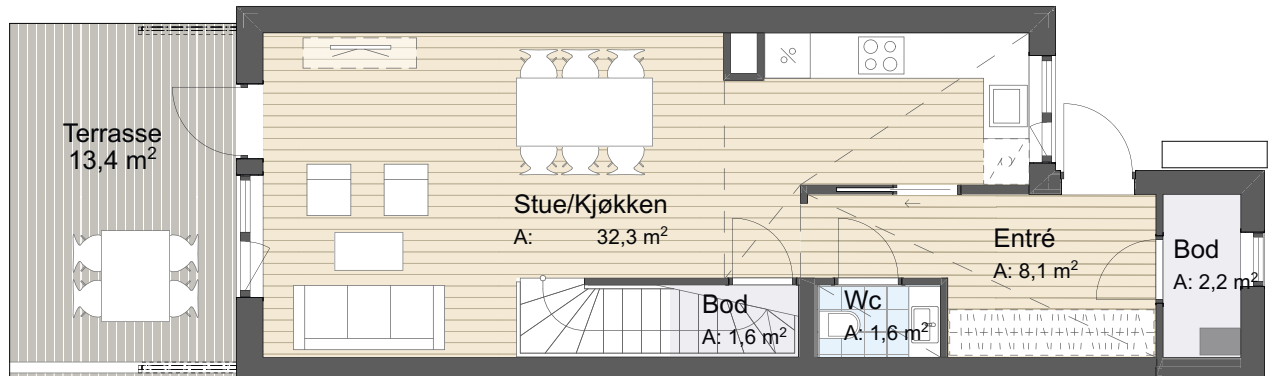 Terrasse
13,4 m²
Stue/Kjøkken
A: 32,3 m²
Entré
A: 8,1 m²
Bod
A: 2,2 m²
Bod
A: 1,6 m²
Wc
A: 1,6 m²
%